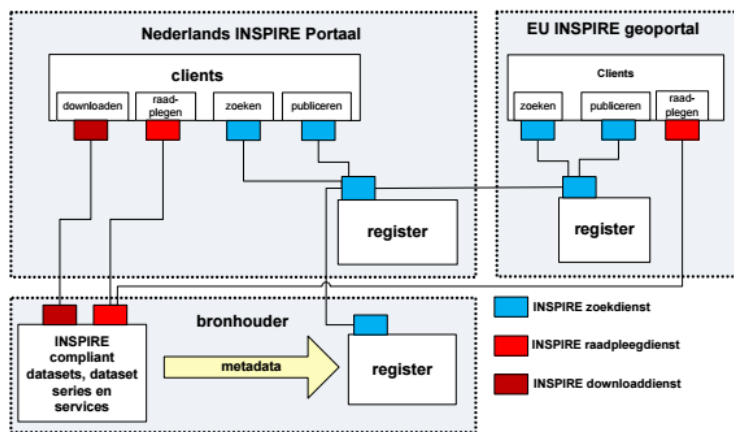 Nederlands INSPIRE Portaal
clients
downloaden
raad-
plegen
zoeken
publiceren
register
EU INSPIRE geoportal
Clients
zoeken
publiceren
raad-
plegen
register
bronhouder
INSPIRE
compliant
datasets, dataset
series en
services
metadata
register
INSPIRE zoekdienst
INSPIRE raadpleegdienst
INSPIRE downloaddienst